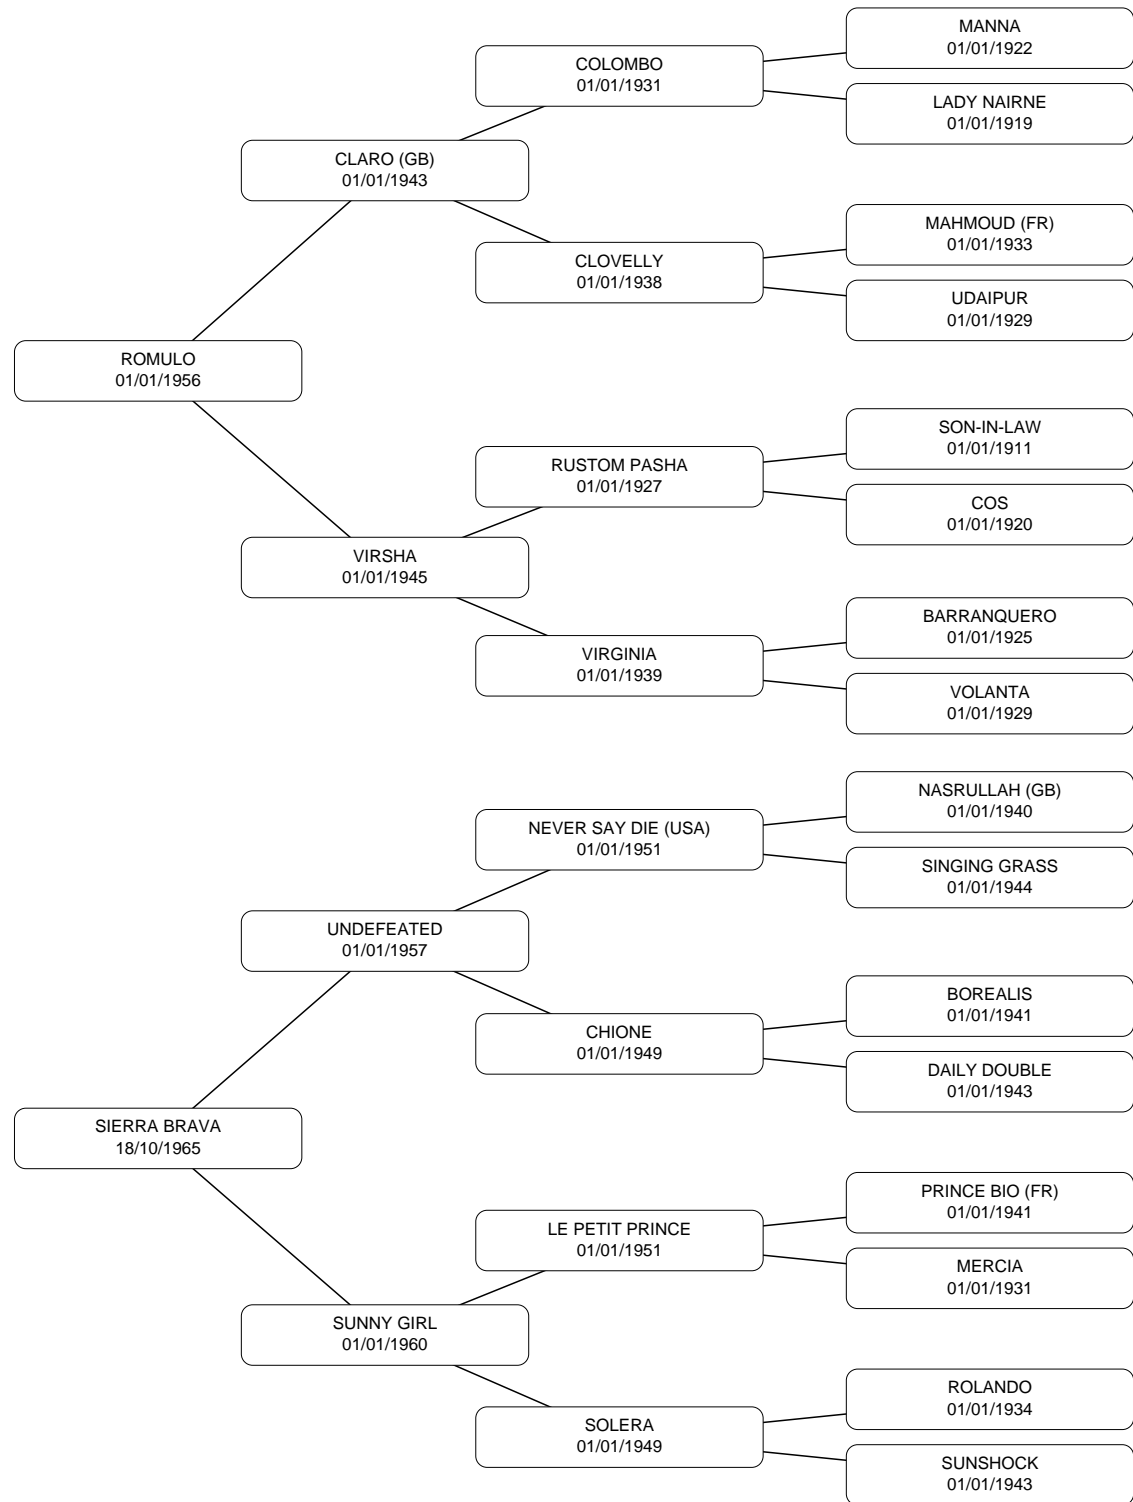 MANNA
01/01/1922
COLOMBO
01/01/1931
LADY NAIRNE
01/01/1919
CLARO (GB)
01/01/1943
MAHMOUD (FR)
01/01/1933
CLOVELLY
01/01/1938
UDAIPUR
01/01/1929
ROMULO
01/01/1956
SON-IN-LAW
01/01/1911
RUSTOM PASHA
01/01/1927
COS
01/01/1920
VIRSHA
01/01/1945
BARRANQUERO
01/01/1925
VIRGINIA
01/01/1939
VOLANTA
01/01/1929
NASRULLAH (GB)
01/01/1940
NEVER SAY DIE (USA)
01/01/1951
SINGING GRASS
01/01/1944
UNDEFEATED
01/01/1957
BOREALIS
01/01/1941
CHIONE
01/01/1949
DAILY DOUBLE
01/01/1943
SIERRA BRAVA
18/10/1965
PRINCE BIO (FR)
01/01/1941
LE PETIT PRINCE
01/01/1951
MERCIA
01/01/1931
SUNNY GIRL
01/01/1960
ROLANDO
01/01/1934
SOLERA
01/01/1949
SUNSHOCK
01/01/1943